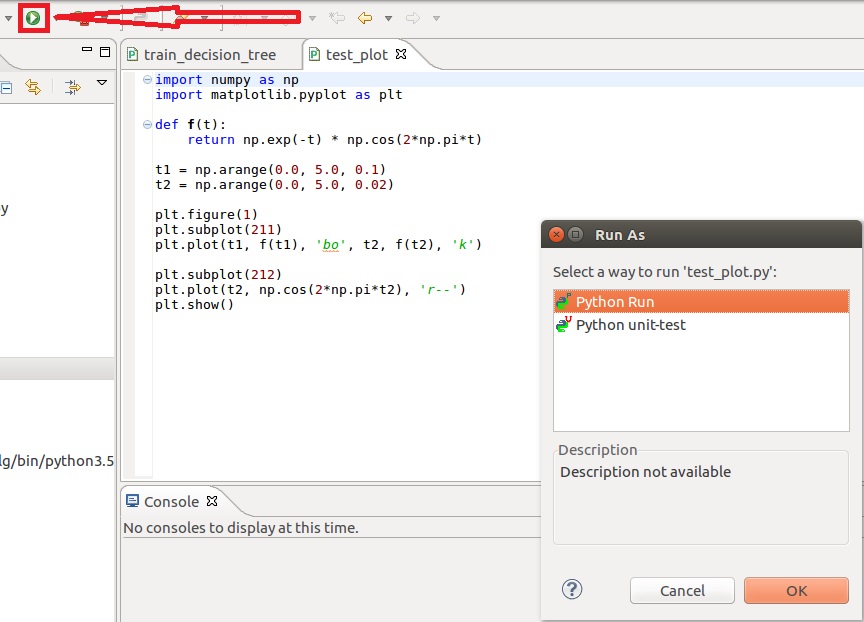 train_decision_tree
test_plot
import numpy as np
import matplotlib.pyplot as plt
def f(t):
    return np.exp(-t) * np.cos(2*np.pi*t)
y
t1 = np.arange(0.0, 5.0, 0.1)
t2 = np.arange(0.0, 5.0, 0.02)
plt.figure(1)
plt.subplot(211)
plt.plot(t1, f(t1), 'bo', t2, f(t2), 'k')
plt.subplot(212)
plt.plot(t2, np.cos(2*np.pi*t2), 'r--')
plt.show()
lg/bin/python3.5
Console
No consoles to display at this time.
Run As
Select a way to run 'test_plot.py':
Python Run
Python unit-test
Description
Description not available
?
Cancel
OK